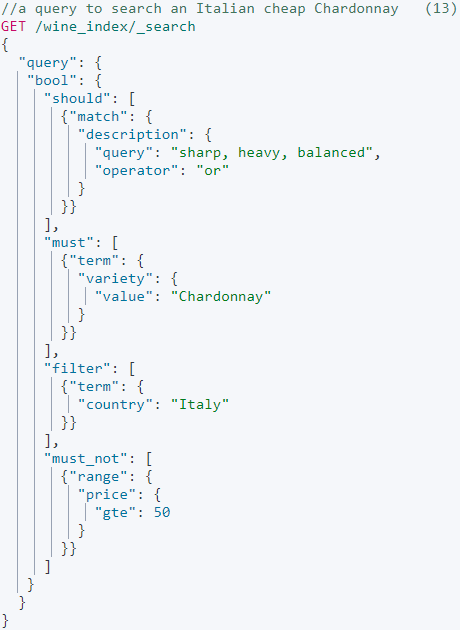 //a query to search an Italian cheap Chardonnay   (13)
GET /wine_index/_search
{
  "query": {
   "bool": {
     "should": [
       {"match": {
         "description": {
           "query": "sharp, heavy, balanced",
           "operator": "or"
         }
       }}
     ],
     "must": [
       {"term": {
         "variety": {
           "value": "Chardonnay"
         }
       }}
     ],
     "filter": [
       {"term": {
         "country": "Italy"
       }}
     ],
     "must_not": [
       {"range": {
         "price": {
           "gte": 50
         }
       }}
     ]
   }
  }
}